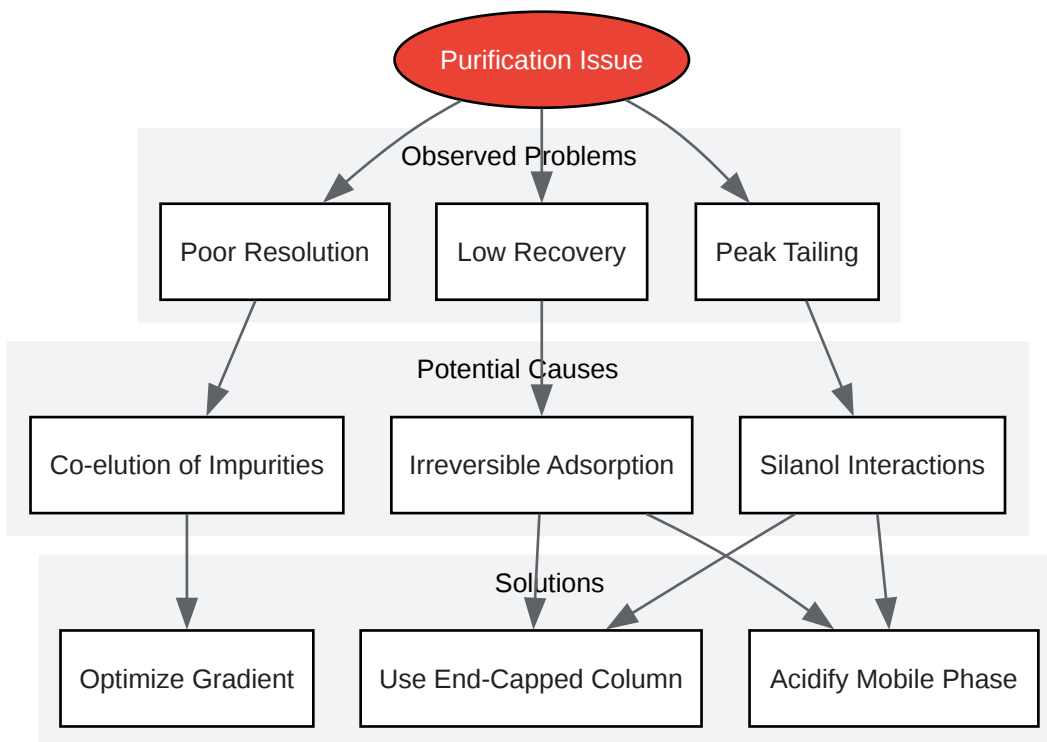 Purification Issue
Observed Problems
Poor Resolution
Low Recovery
Peak Tailing
Potential Causes
Co-elution of Impurities
Irreversible Adsorption
Silanol Interactions
Solutions
Optimize Gradient
Use End-Capped Column
Acidify Mobile Phase